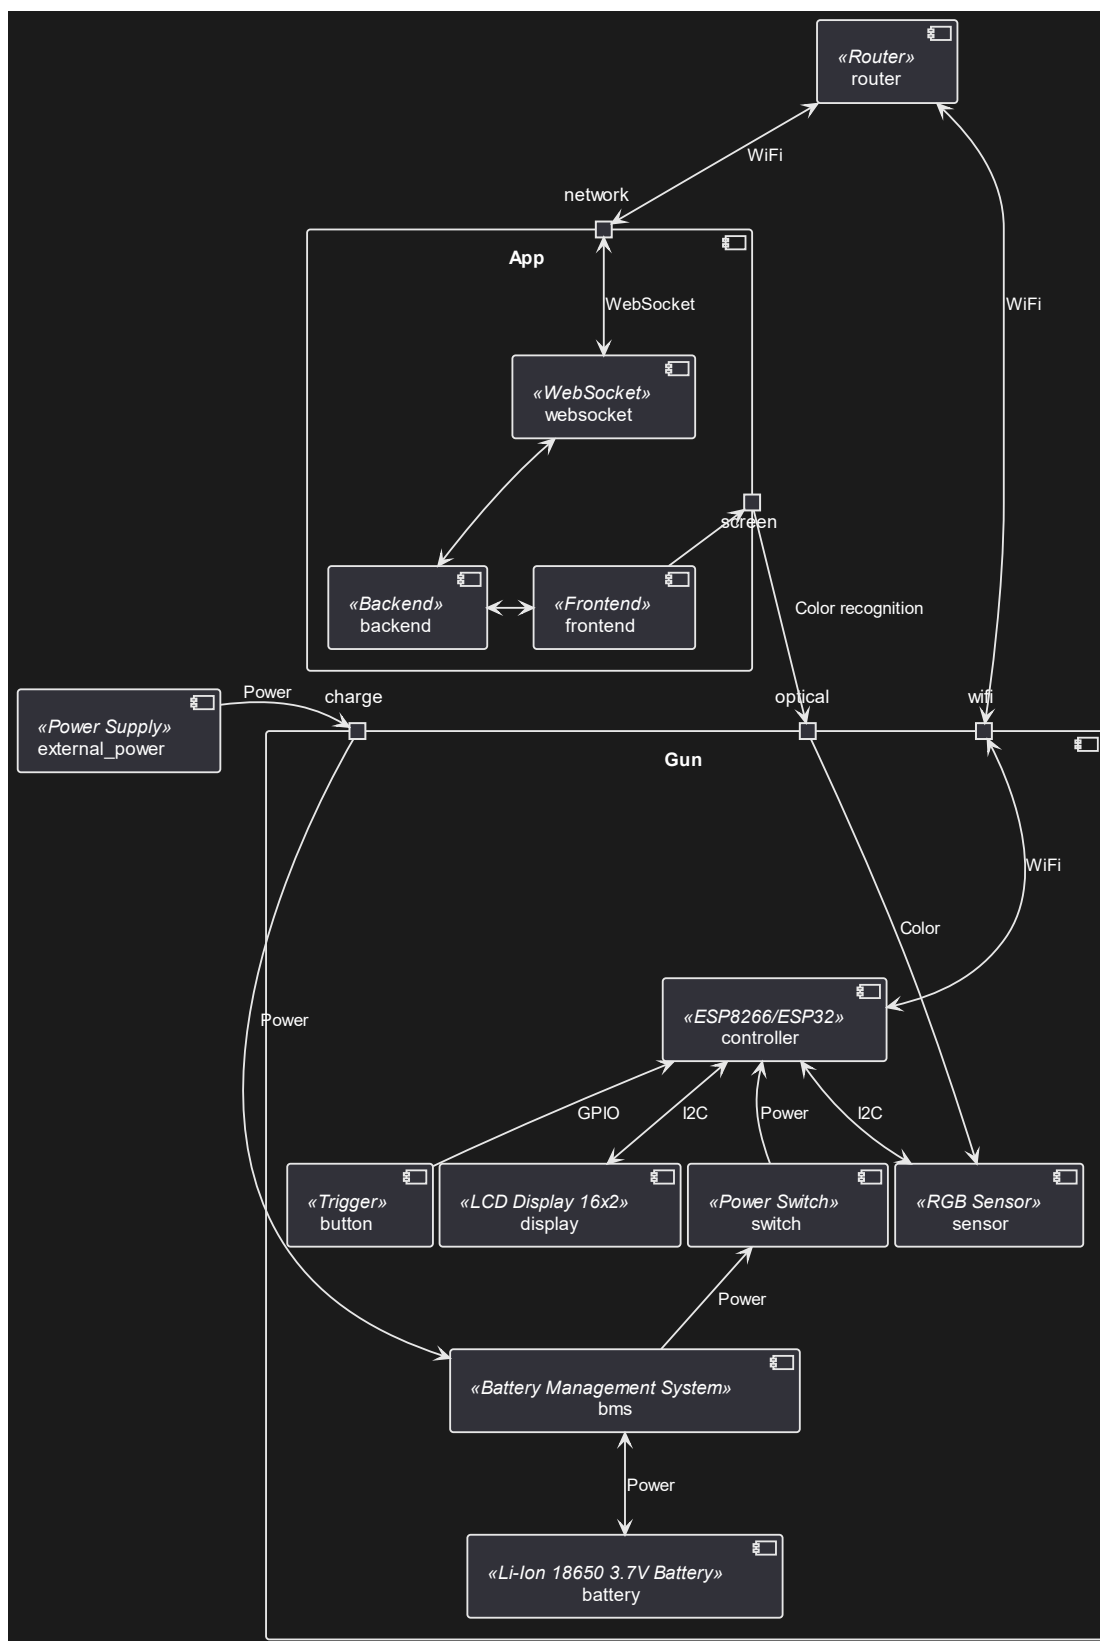 «Router»
router
WiFi
network
App
WebSocket
WiFi
«WebSocket»
websocket
screen
«Backend»
backend
«Frontend»
frontend
Color recognition
Power
charge
optical
wifi
«Power Supply»
external_power
Gun
WiFi
Color
«ESP8266/ESP32»
controller
Power
GPIO
I2C
Power
I2C
«Trigger»
button
«LCD Display 16x2»
display
«Power Switch»
switch
«RGB Sensor»
sensor
Power
«Battery Management System»
bms
Power
«Li-Ion 18650 3.7V Battery»
battery